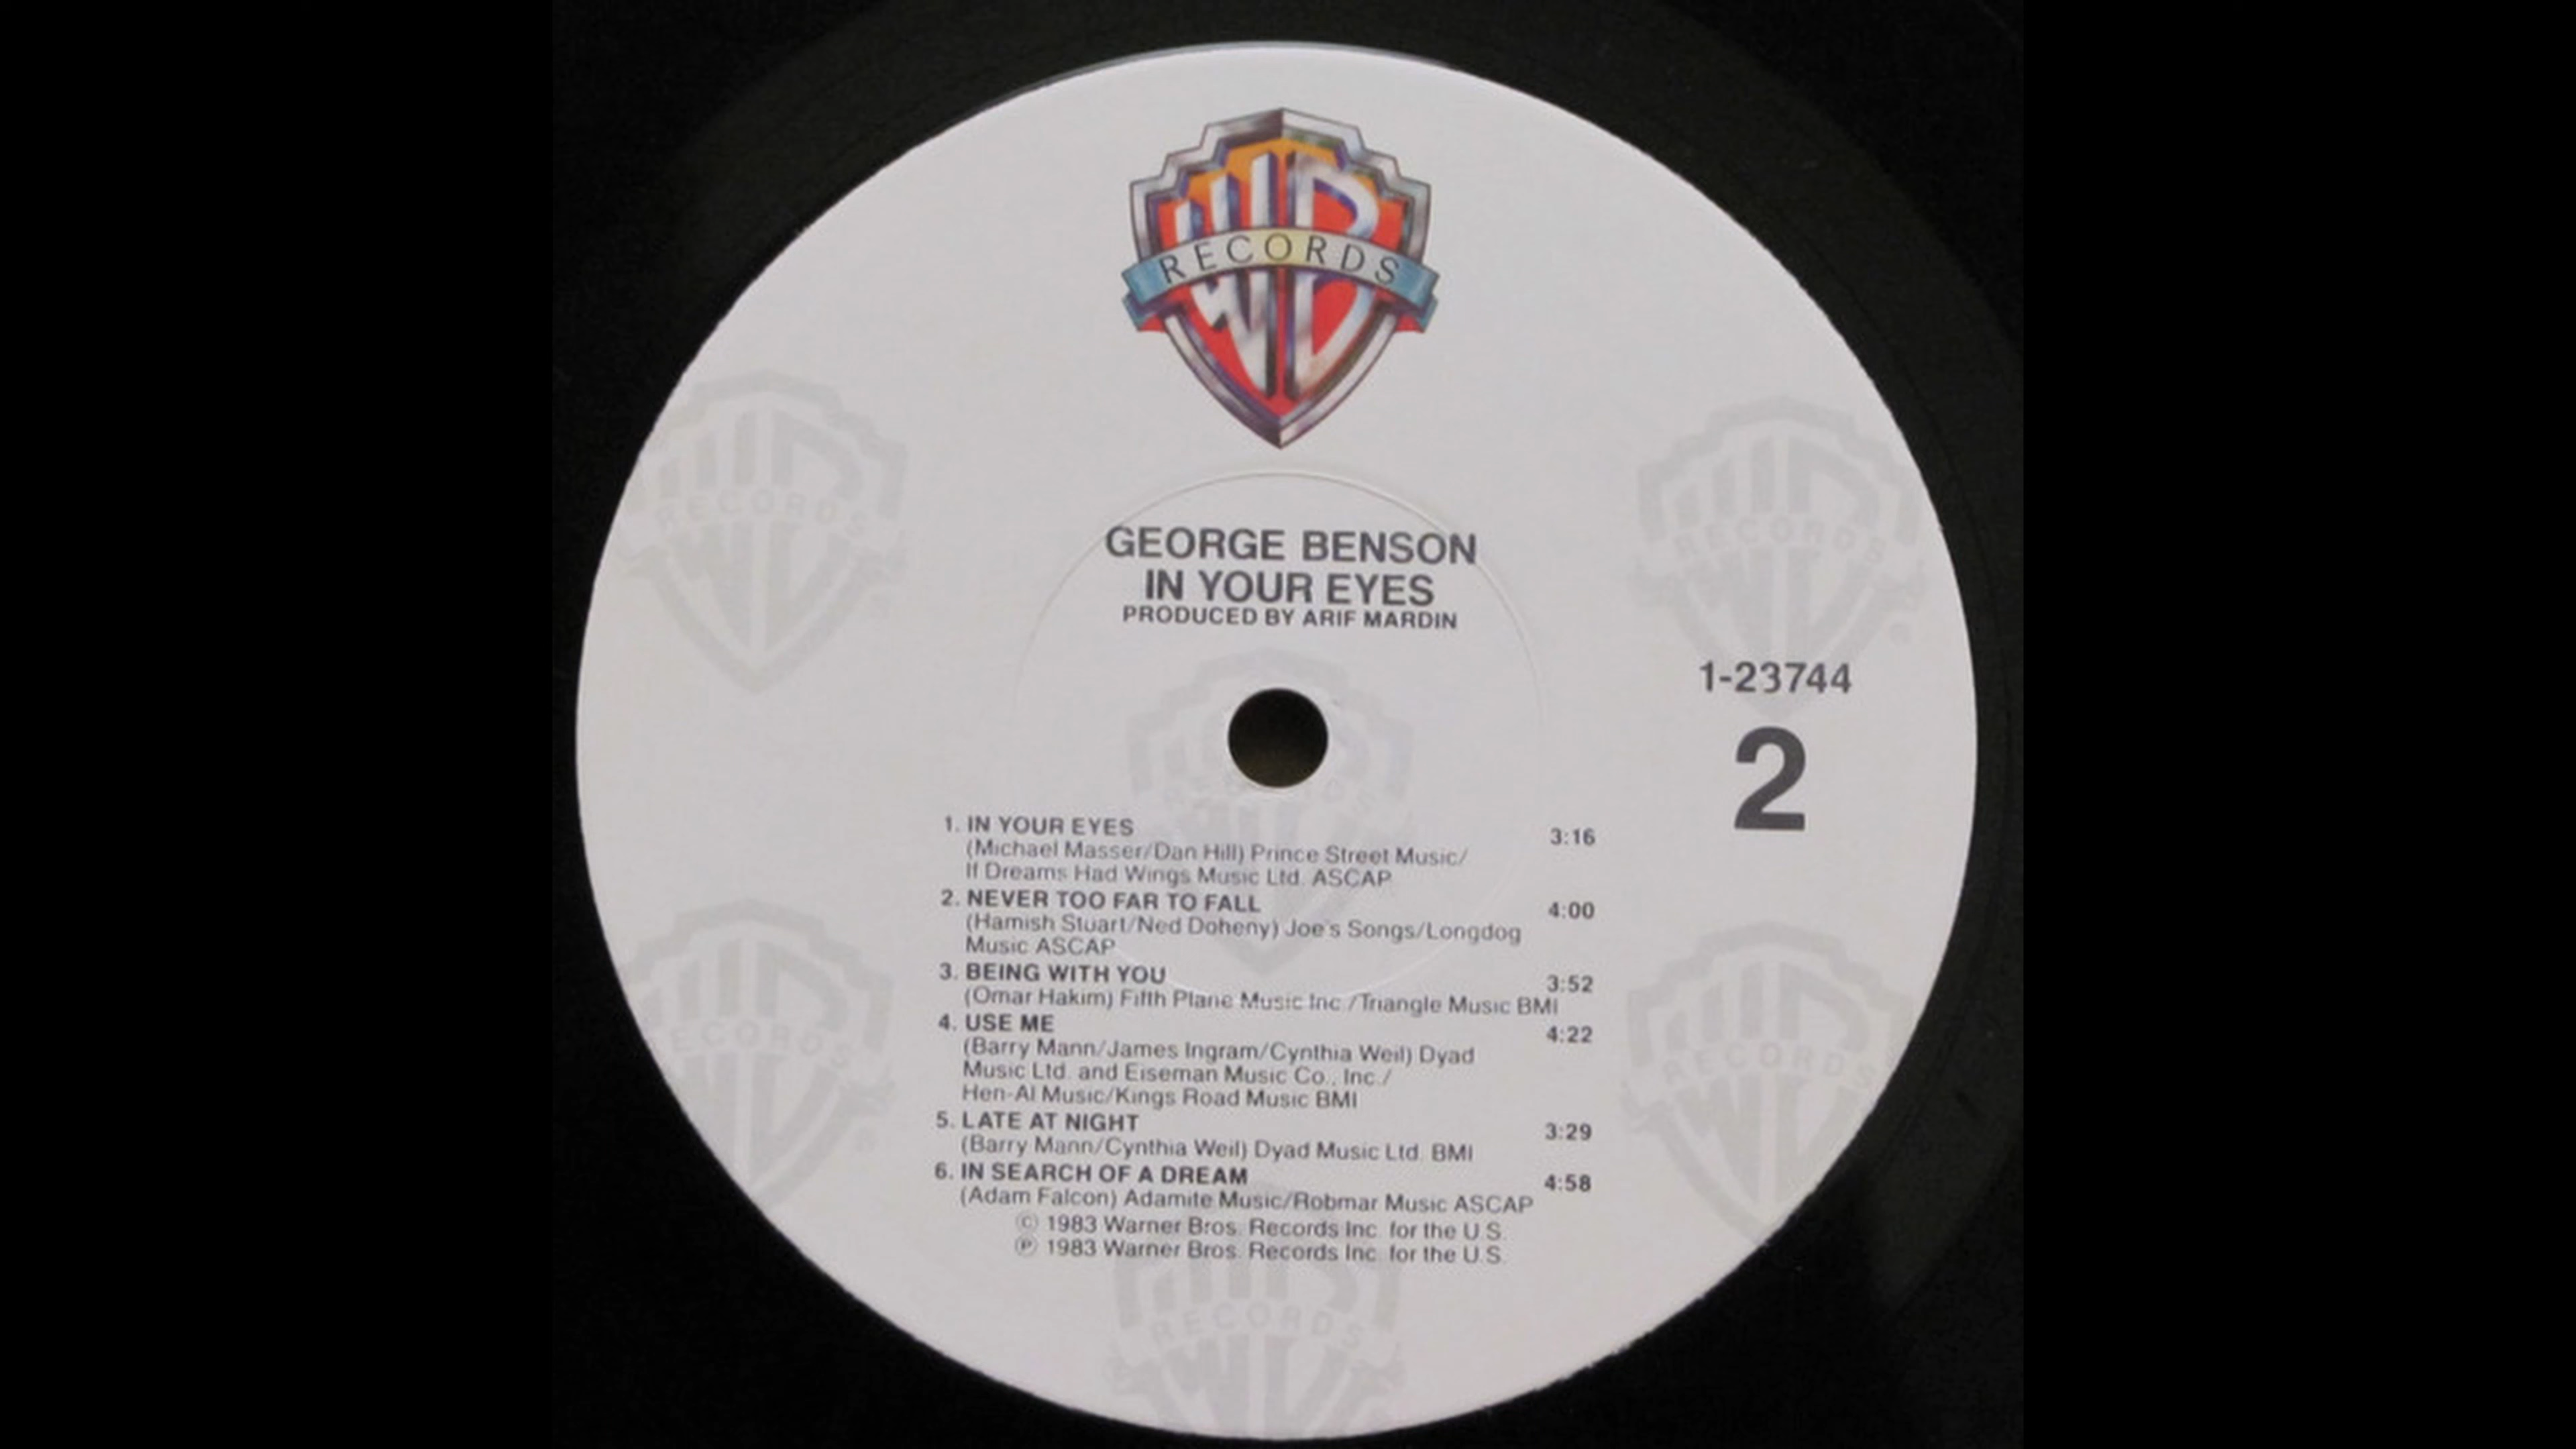 WB
RECORDS
GEORGE BENSON
IN YOUR EYES
PRODUCED BY ARIF MARDIN
1-23744
2
1. IN YOUR EYES 3:16
(Michael Masser/Dan Hill) Prince Street Music/
If Dreams Had Wings Music Ltd. ASCAP
2. NEVER TOO FAR TO FALL 4:00
(Hamish Stuart/Ned Doheny) Joe's Songs/Longdog
Music ASCAP
3. BEING WITH YOU 3:52
(Omar Hakim) Fifth Plane Music Inc./Triangle Music BMI
4. USE ME 4:22
(Barry Mann/James Ingram/Cynthia Weil) Dyad
Music Ltd. and Eiseman Music Co., Inc./
Hen-Al Music/Kings Road Music BMI
5. LATE AT NIGHT 3:29
(Barry Mann/Cynthia Weil) Dyad Music Ltd. BMI
6. IN SEARCH OF A DREAM 4:58
(Adam Falcon) Adamite Music/Robmar Music ASCAP
© 1983 Warner Bros. Records Inc. for the U.S.
℗ 1983 Warner Bros. Records Inc. for the U.S.